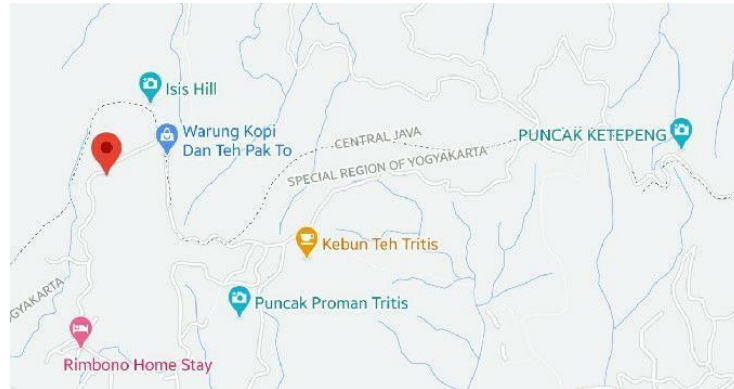 Isis Hill
Warung Kopi
Dan Teh Pak To
CENTRAL JAVA
SPECIAL REGION OF YOGYAKARTA
PUNCAK KETEPENG
Kebun Teh Tritis
GYAKARTA
Puncak Proman Tritis
Rimbono Home Stay